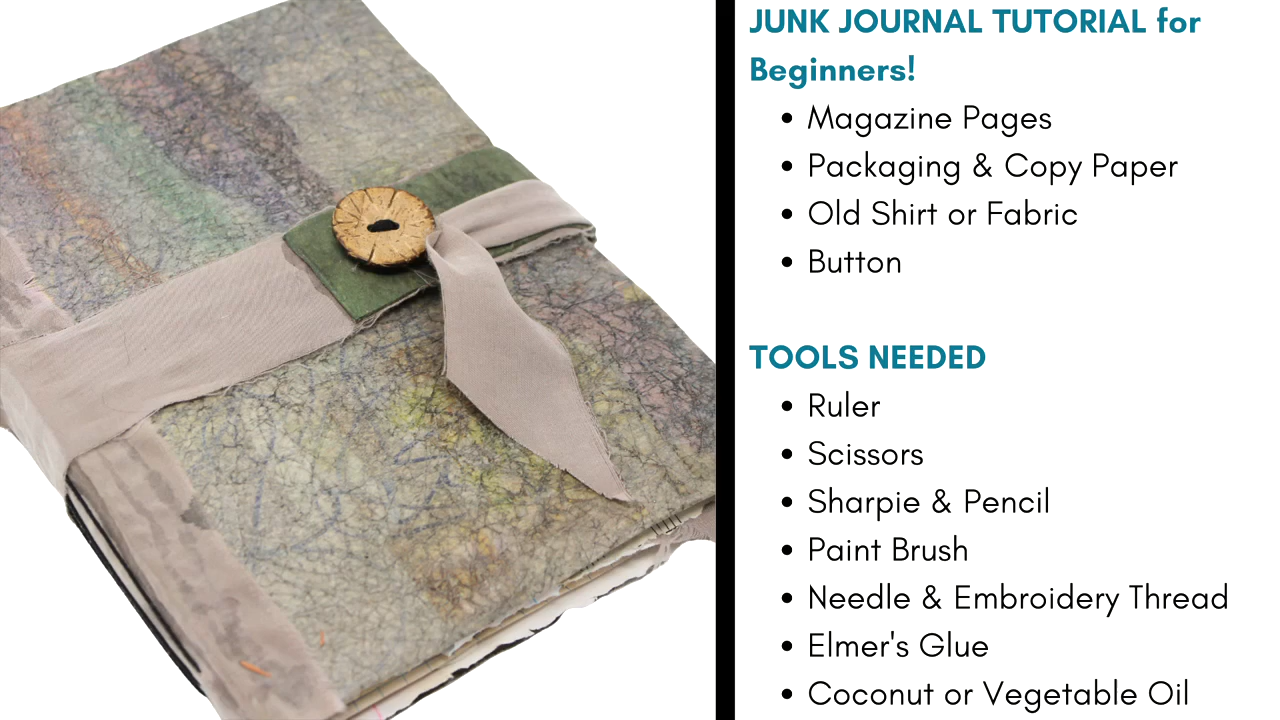 JUNK JOURNAL TUTORIAL for
Beginners!
• Magazine Pages
• Packaging & Copy Paper
• Old Shirt or Fabric
• Button
TOOLS NEEDED
• Ruler
• Scissors
• Sharpie & Pencil
• Paint Brush
• Needle & Embroidery Thread
• Elmer's Glue
• Coconut or Vegetable Oil